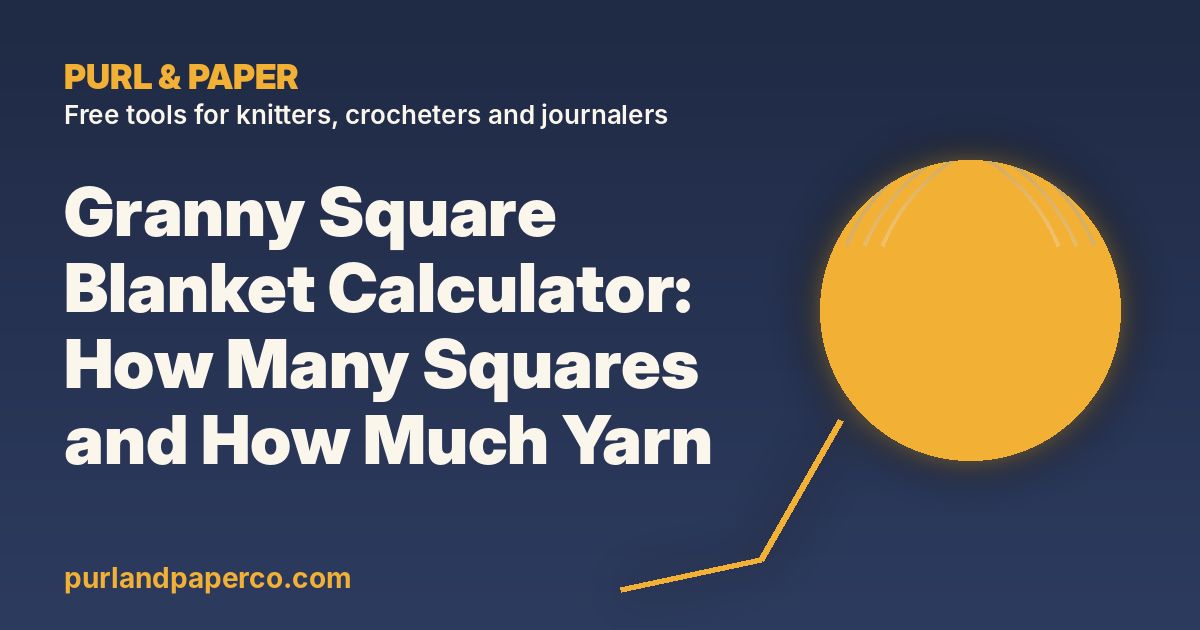 PURL & PAPER
Free tools for knitters, crocheters and journalers
Granny Square
Blanket Calculator:
How Many Squares
and How Much Yarn
purlandpaperco.com